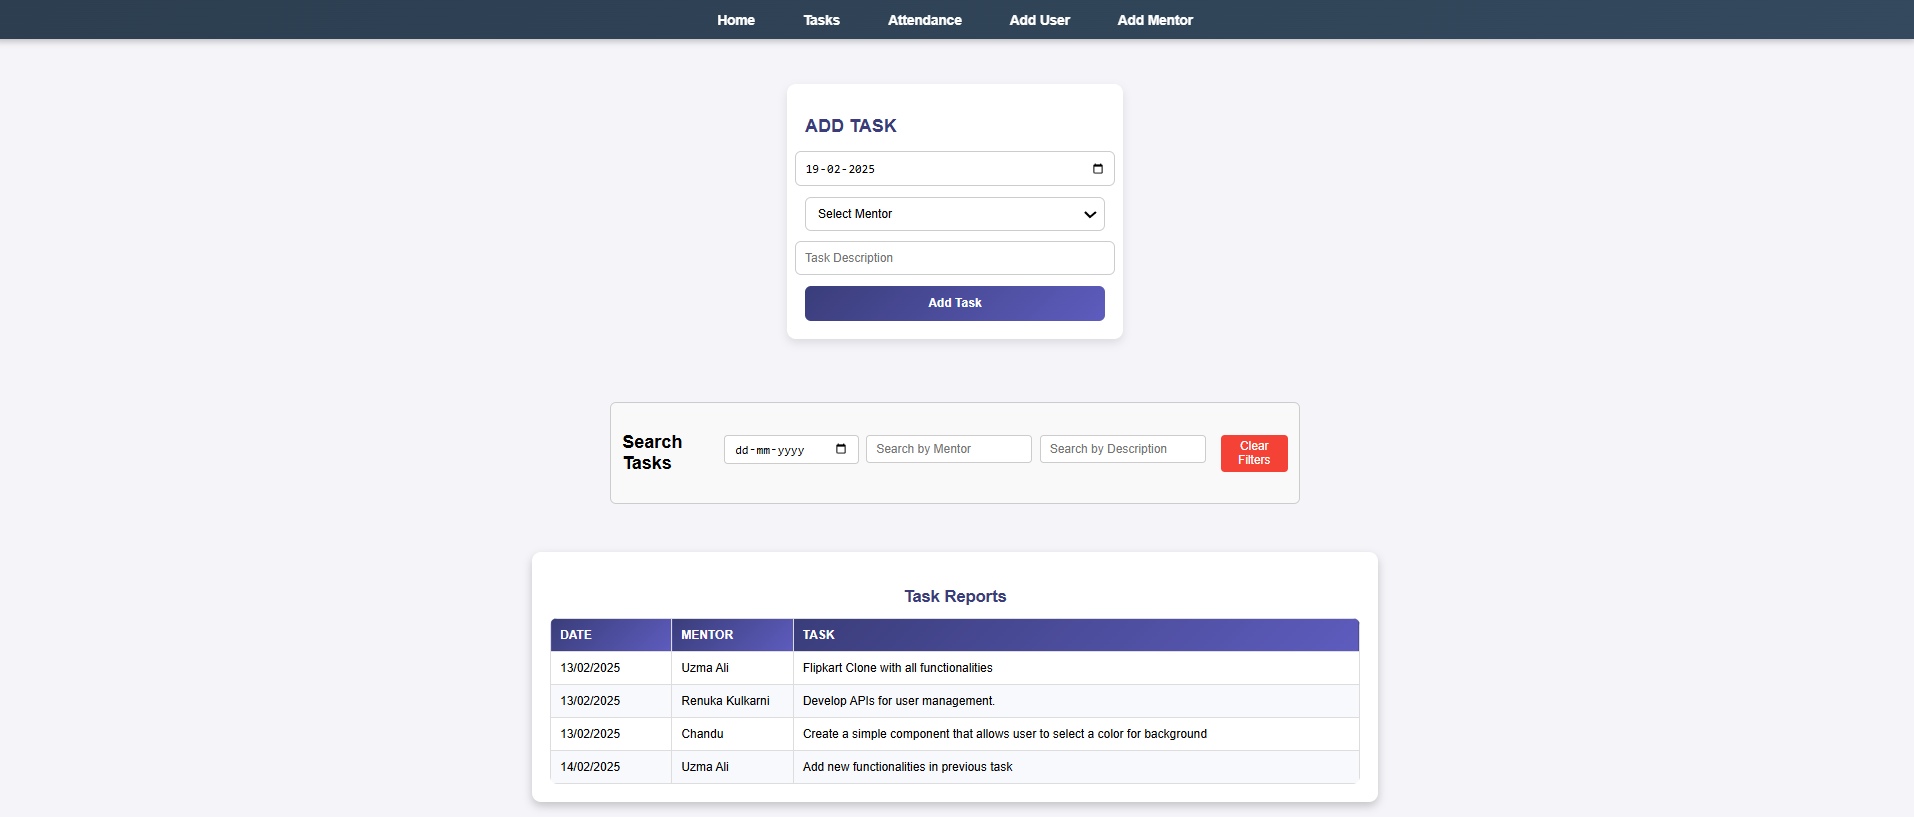 Home Tasks Attendance Add User Add Mentor
ADD TASK
19-02-2025
Select Mentor
Task Description
Add Task
Search
Tasks
dd-mm-yyyy Search by Mentor Search by Description
Clear
Filters
Task Reports
DATE MENTOR TASK
13/02/2025 Uzma Ali Flipkart Clone with all functionalities
13/02/2025 Renuka Kulkarni Develop APIs for user management.
13/02/2025 Chandu Create a simple component that allows user to select a color for background
14/02/2025 Uzma Ali Add new functionalities in previous task